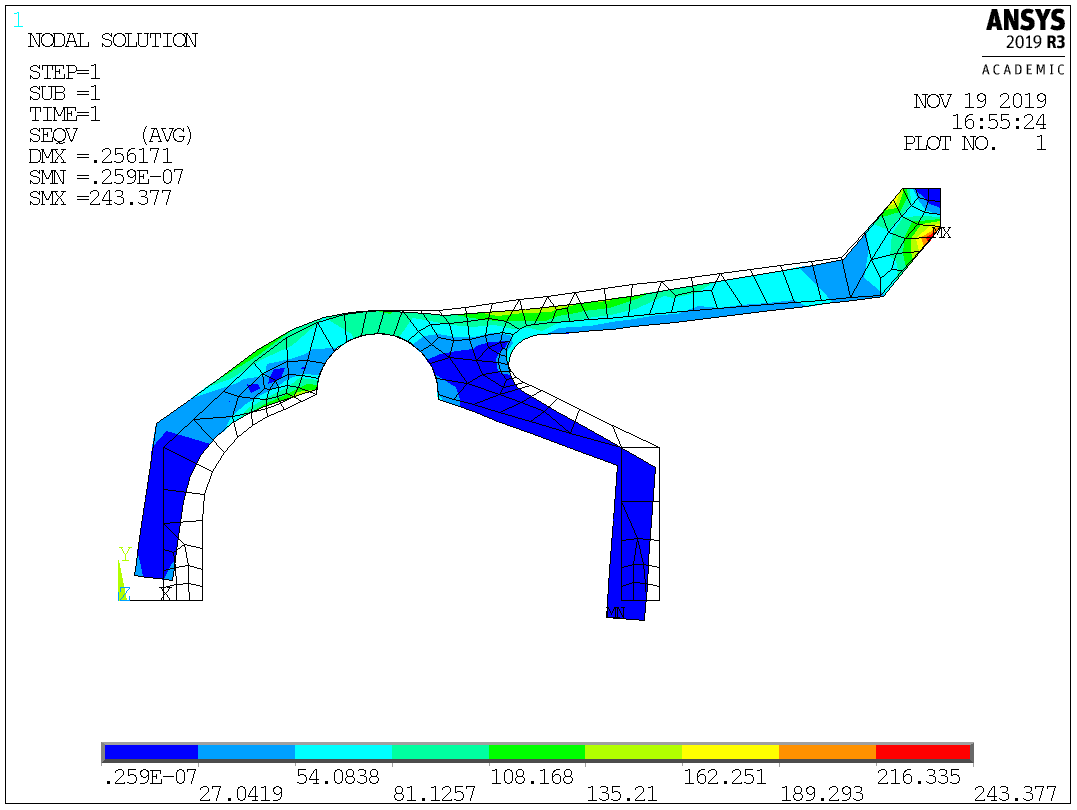 1
NODAL SOLUTION
STEP=1
SUB =1
TIME=1
SEQV (AVG)
DMX =.256171
SMN =.259E-07
SMX =243.377
ANSYS
2019 R3
ACADEMIC
NOV 19 2019
16:55:24
PLOT NO. 1
MX
Y
Z X
MN
.259E-07 54.0838 108.168 162.251 216.335
27.0419 81.1257 135.21 189.293 243.377